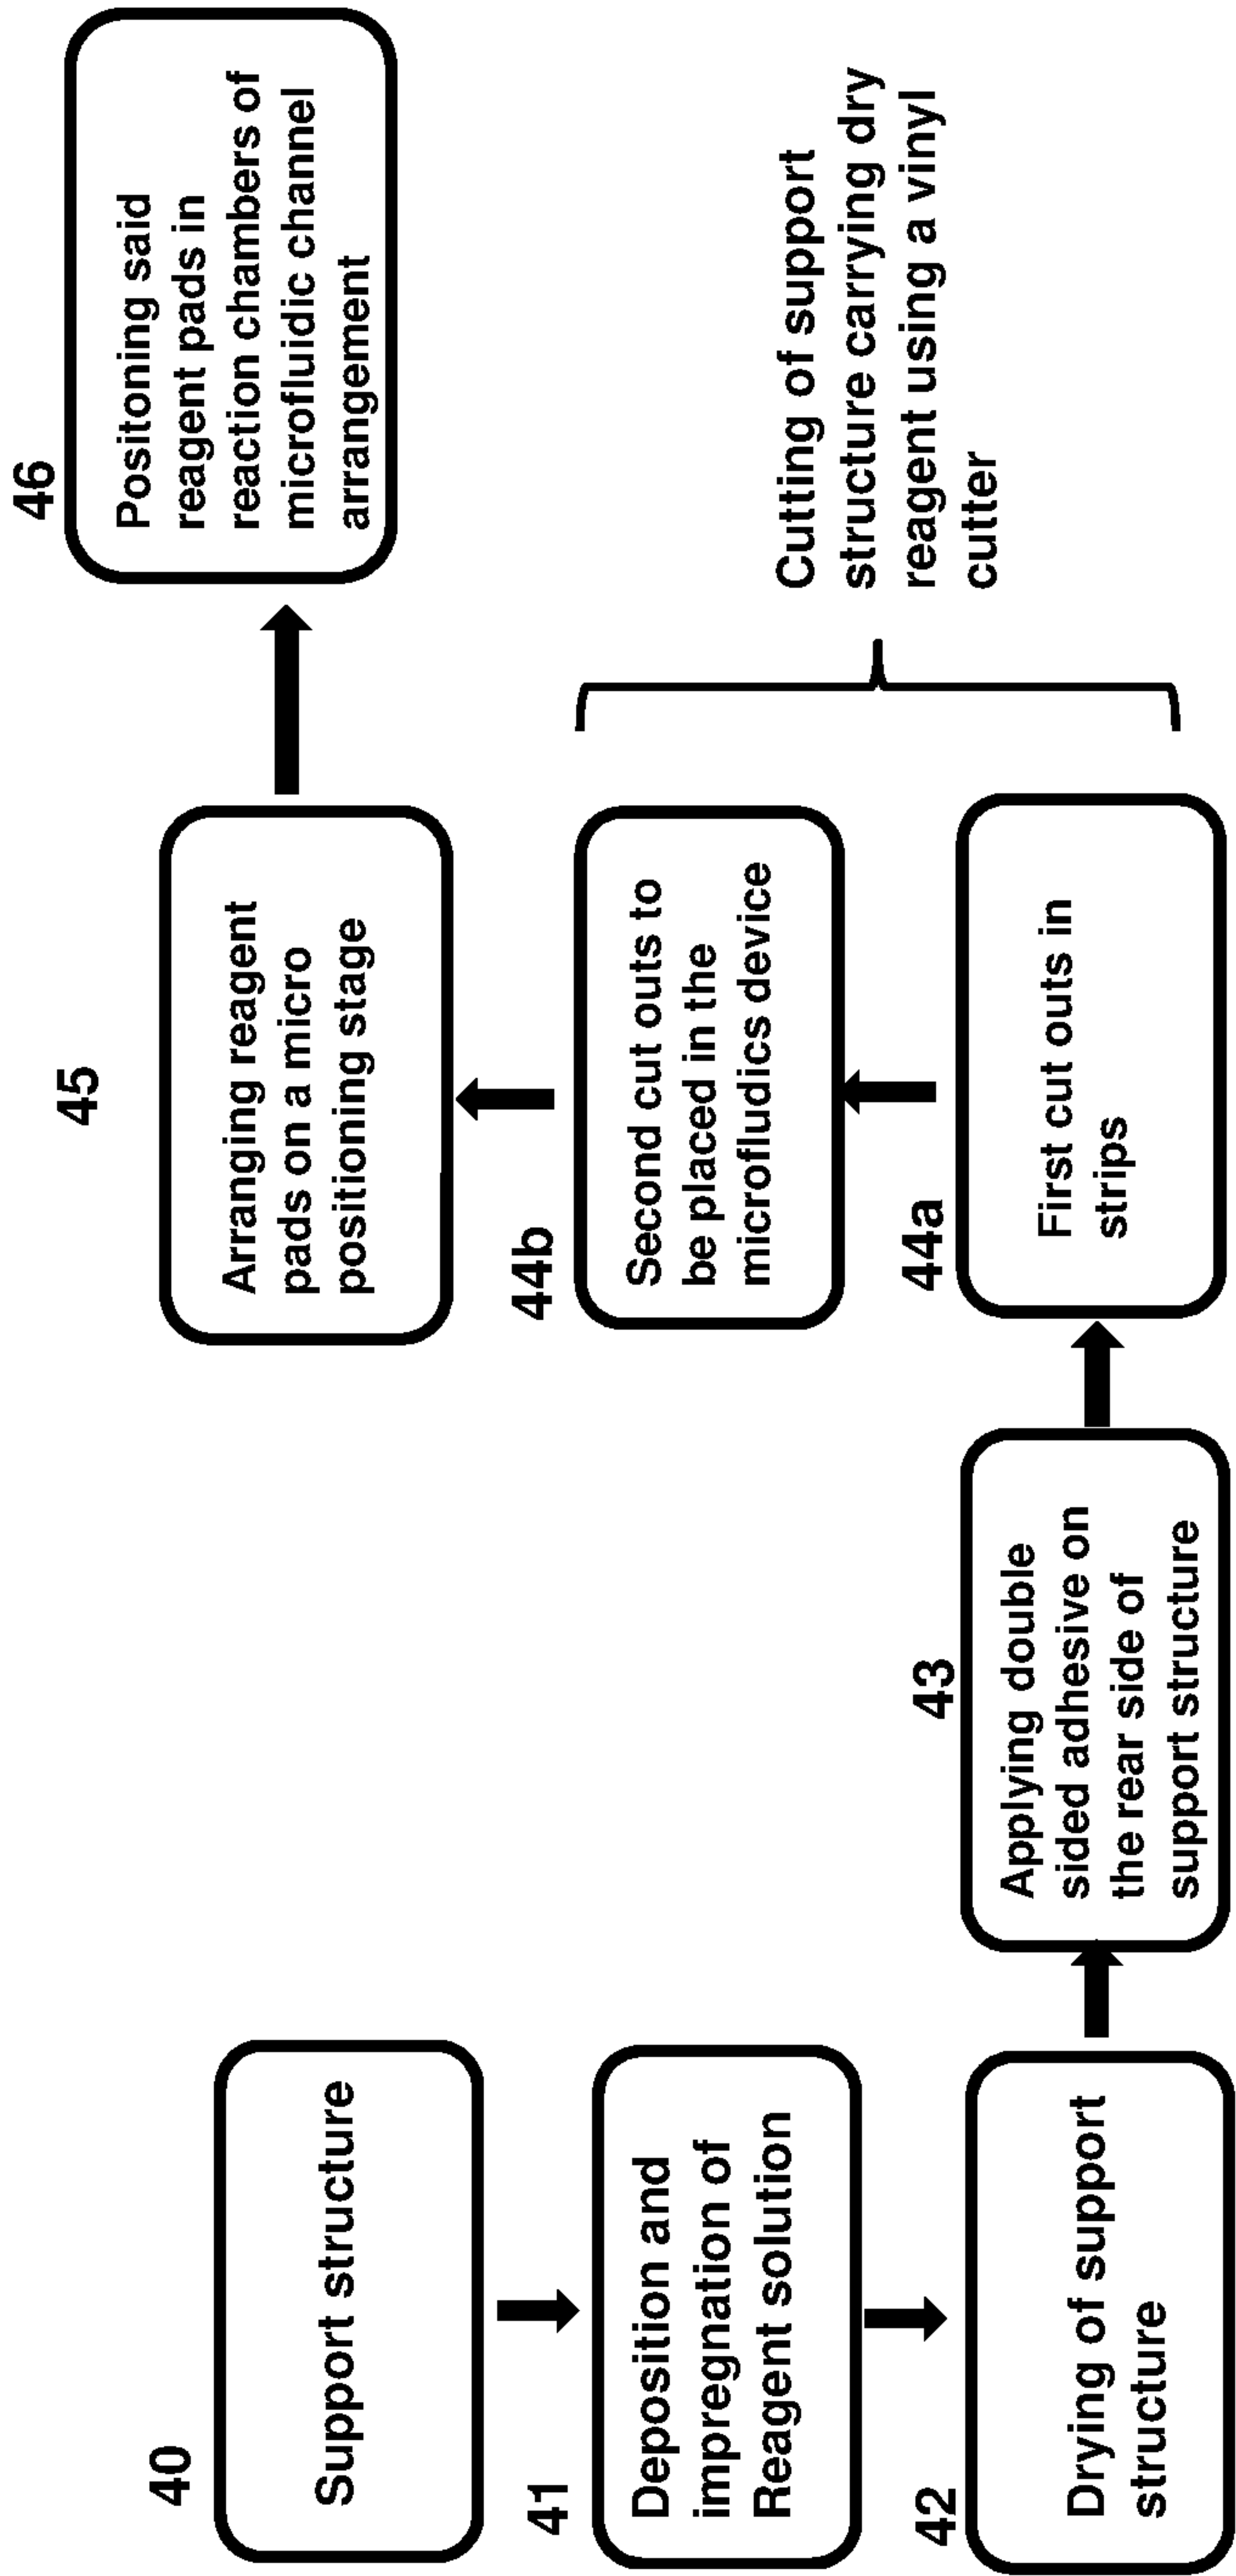 40
Support structure
41
Deposition and
impregnation of
Reagent solution
42
Drying of support
structure
43
Applying double
sided adhesive on
the rear side of
support structure
44a
First cut outs in
strips
44b
Second cut outs to
be placed in the
microfludics device
Cutting of support
structure carrying dry
reagent using a vinyl
cutter
45
Arranging reagent
pads on a micro
positioning stage
46
Positoning said
reagent pads in
reaction chambers of
microfluidic channel
arrangement